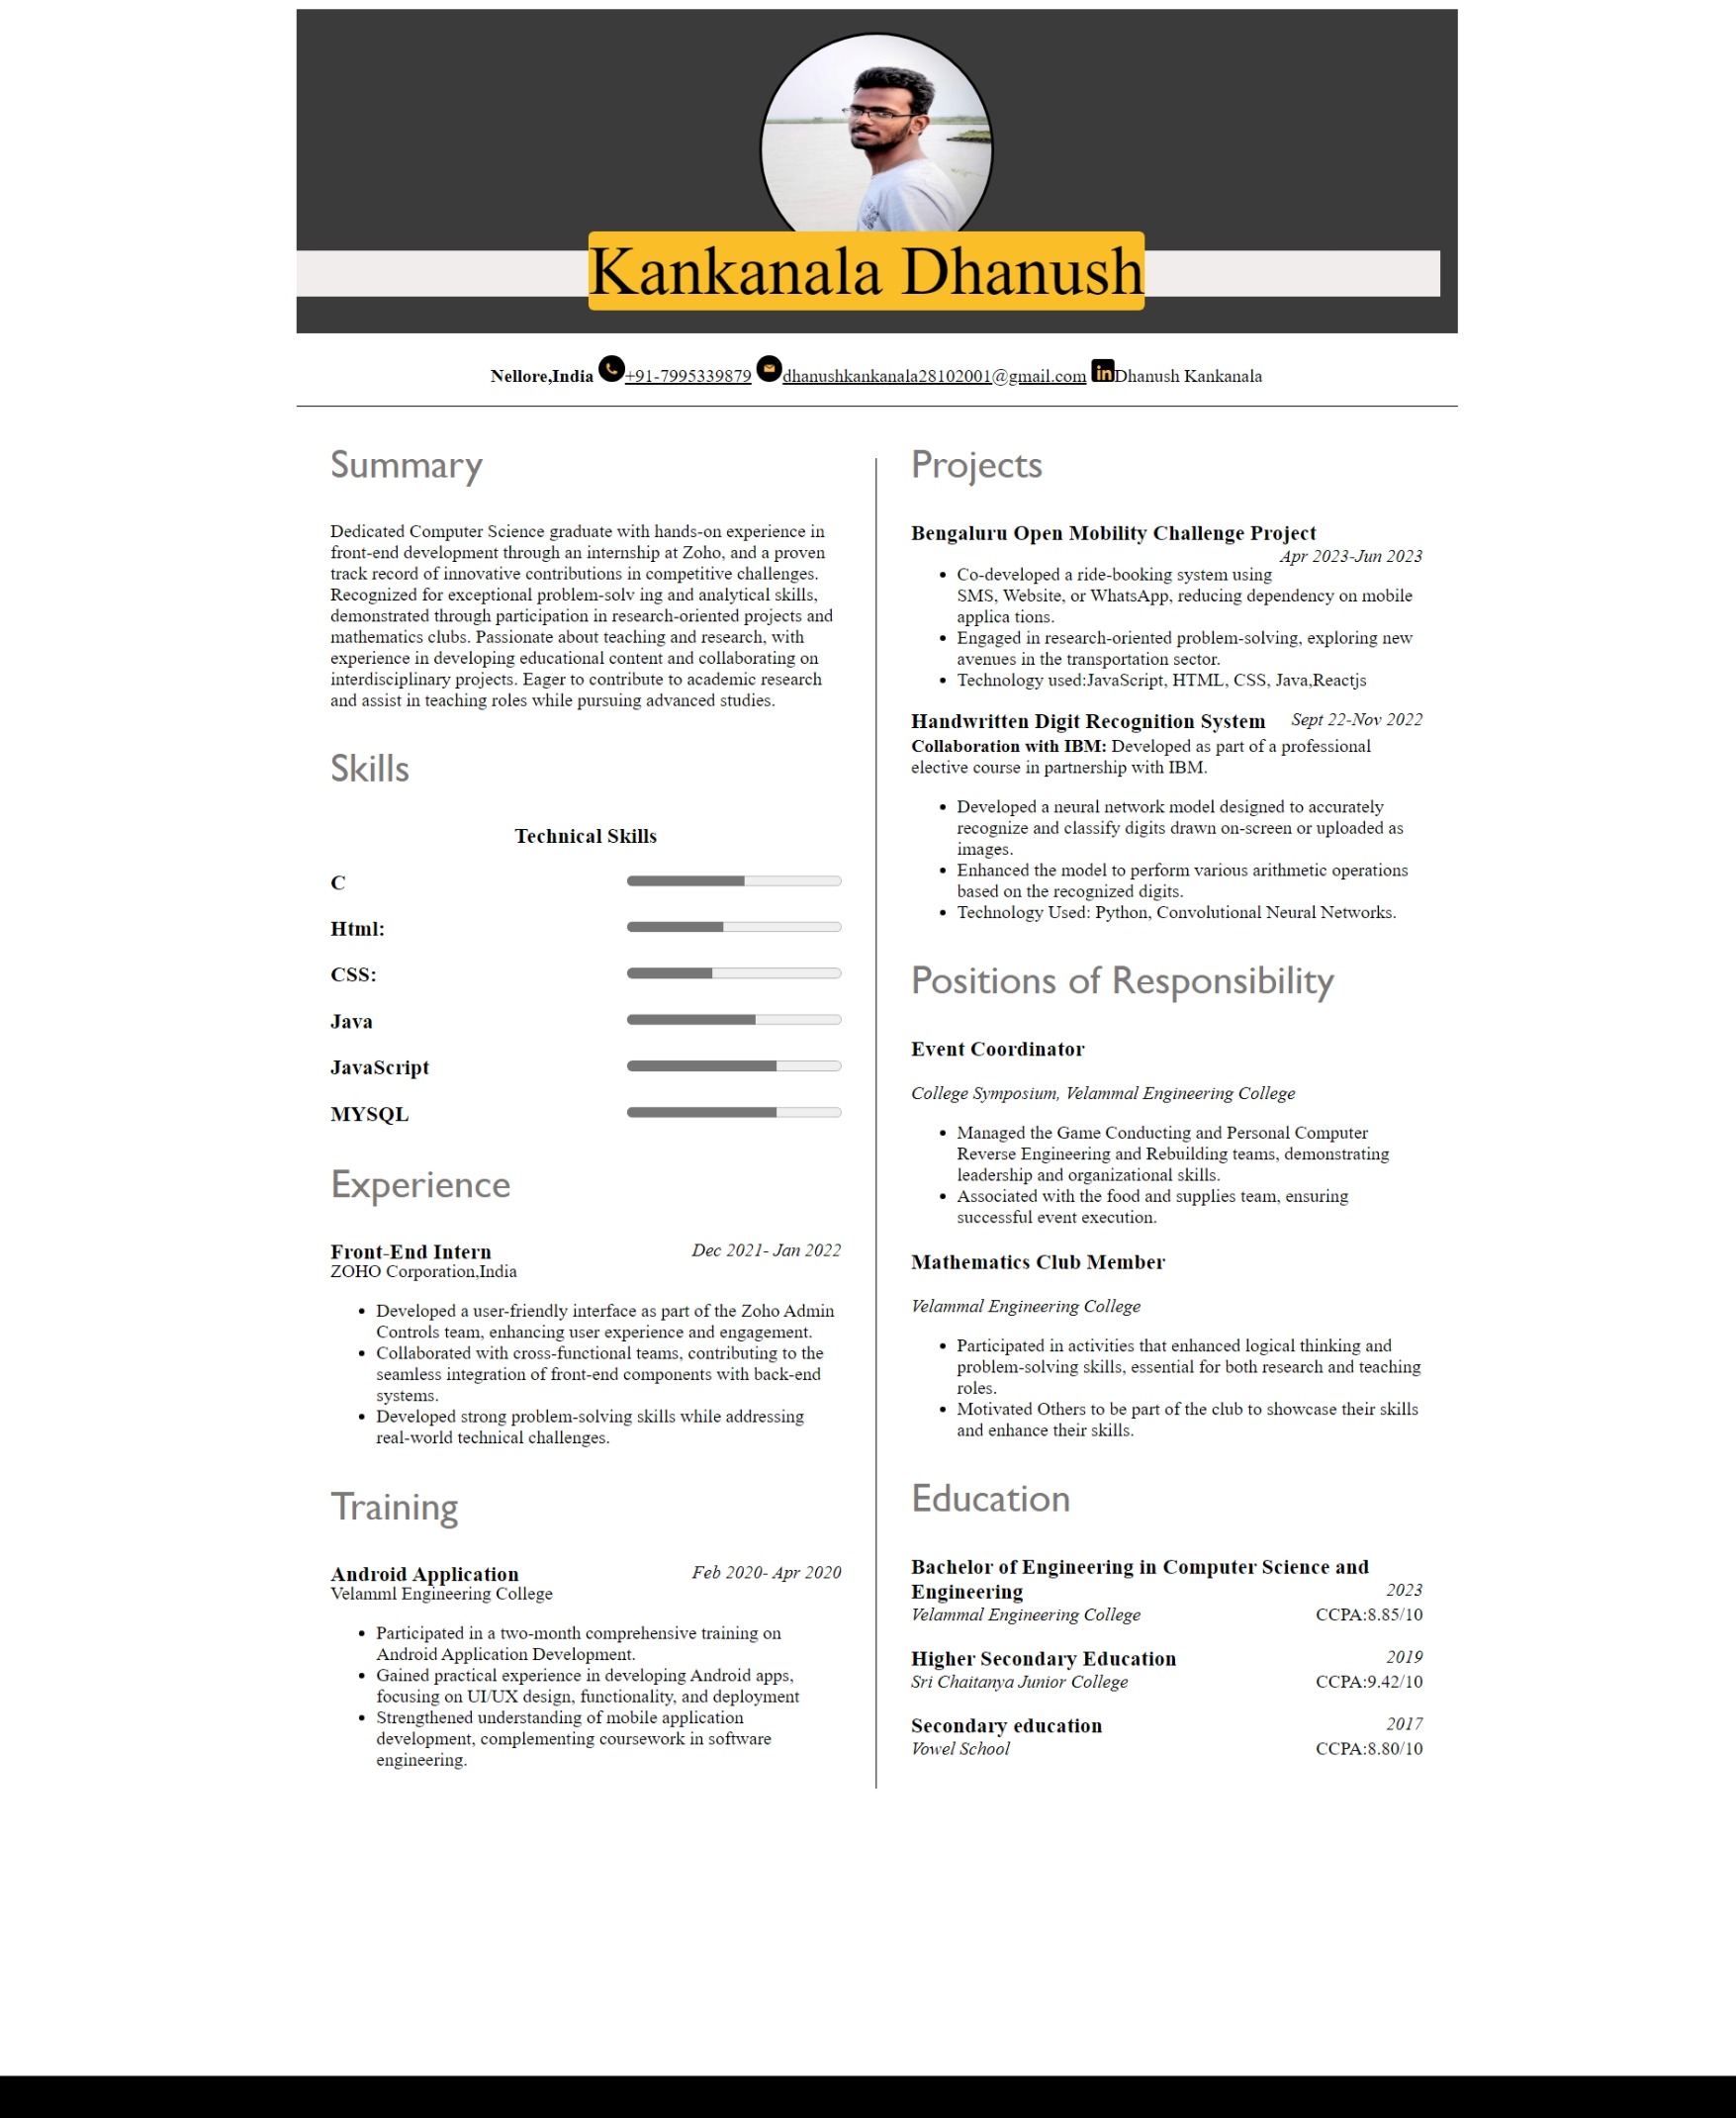 Kankanala Dhanush
Nellore,India +91-7995339879 dhanushkankanala28102001@gmail.com in Dhanush Kankanala
Summary
Dedicated Computer Science graduate with hands-on experience in
front-end development through an internship at Zoho, and a proven
track record of innovative contributions in competitive challenges.
Recognized for exceptional problem-solv ing and analytical skills,
demonstrated through participation in research-oriented projects and
mathematics clubs. Passionate about teaching and research, with
experience in developing educational content and collaborating on
interdisciplinary projects. Eager to contribute to academic research
and assist in teaching roles while pursuing advanced studies.
Skills
Technical Skills
C
Html:
CSS:
Java
JavaScript
MYSQL
Experience
Front-End Intern Dec 2021- Jan 2022
ZOHO Corporation,India
• Developed a user-friendly interface as part of the Zoho Admin
Controls team, enhancing user experience and engagement.
• Collaborated with cross-functional teams, contributing to the
seamless integration of front-end components with back-end
systems.
• Developed strong problem-solving skills while addressing
real-world technical challenges.
Training
Android Application Feb 2020- Apr 2020
Velamml Engineering College
• Participated in a two-month comprehensive training on
Android Application Development.
• Gained practical experience in developing Android apps,
focusing on UI/UX design, functionality, and deployment
• Strengthened understanding of mobile application
development, complementing coursework in software
engineering.
Projects
Bengaluru Open Mobility Challenge Project
Apr 2023-Jun 2023
• Co-developed a ride-booking system using
SMS, Website, or WhatsApp, reducing dependency on mobile
applica tions.
• Engaged in research-oriented problem-solving, exploring new
avenues in the transportation sector.
• Technology used:JavaScript, HTML, CSS, Java,Reactjs
Handwritten Digit Recognition System Sept 22-Nov 2022
Collaboration with IBM: Developed as part of a professional
elective course in partnership with IBM.
• Developed a neural network model designed to accurately
recognize and classify digits drawn on-screen or uploaded as
images.
• Enhanced the model to perform various arithmetic operations
based on the recognized digits.
• Technology Used: Python, Convolutional Neural Networks.
Positions of Responsibility
Event Coordinator
College Symposium, Velammal Engineering College
• Managed the Game Conducting and Personal Computer
Reverse Engineering and Rebuilding teams, demonstrating
leadership and organizational skills.
• Associated with the food and supplies team, ensuring
successful event execution.
Mathematics Club Member
Velammal Engineering College
• Participated in activities that enhanced logical thinking and
problem-solving skills, essential for both research and teaching
roles.
• Motivated Others to be part of the club to showcase their skills
and enhance their skills.
Education
Bachelor of Engineering in Computer Science and
Engineering 2023
Velammal Engineering College CCPA:8.85/10
Higher Secondary Education 2019
Sri Chaitanya Junior College CCPA:9.42/10
Secondary education 2017
Vowel School CCPA:8.80/10